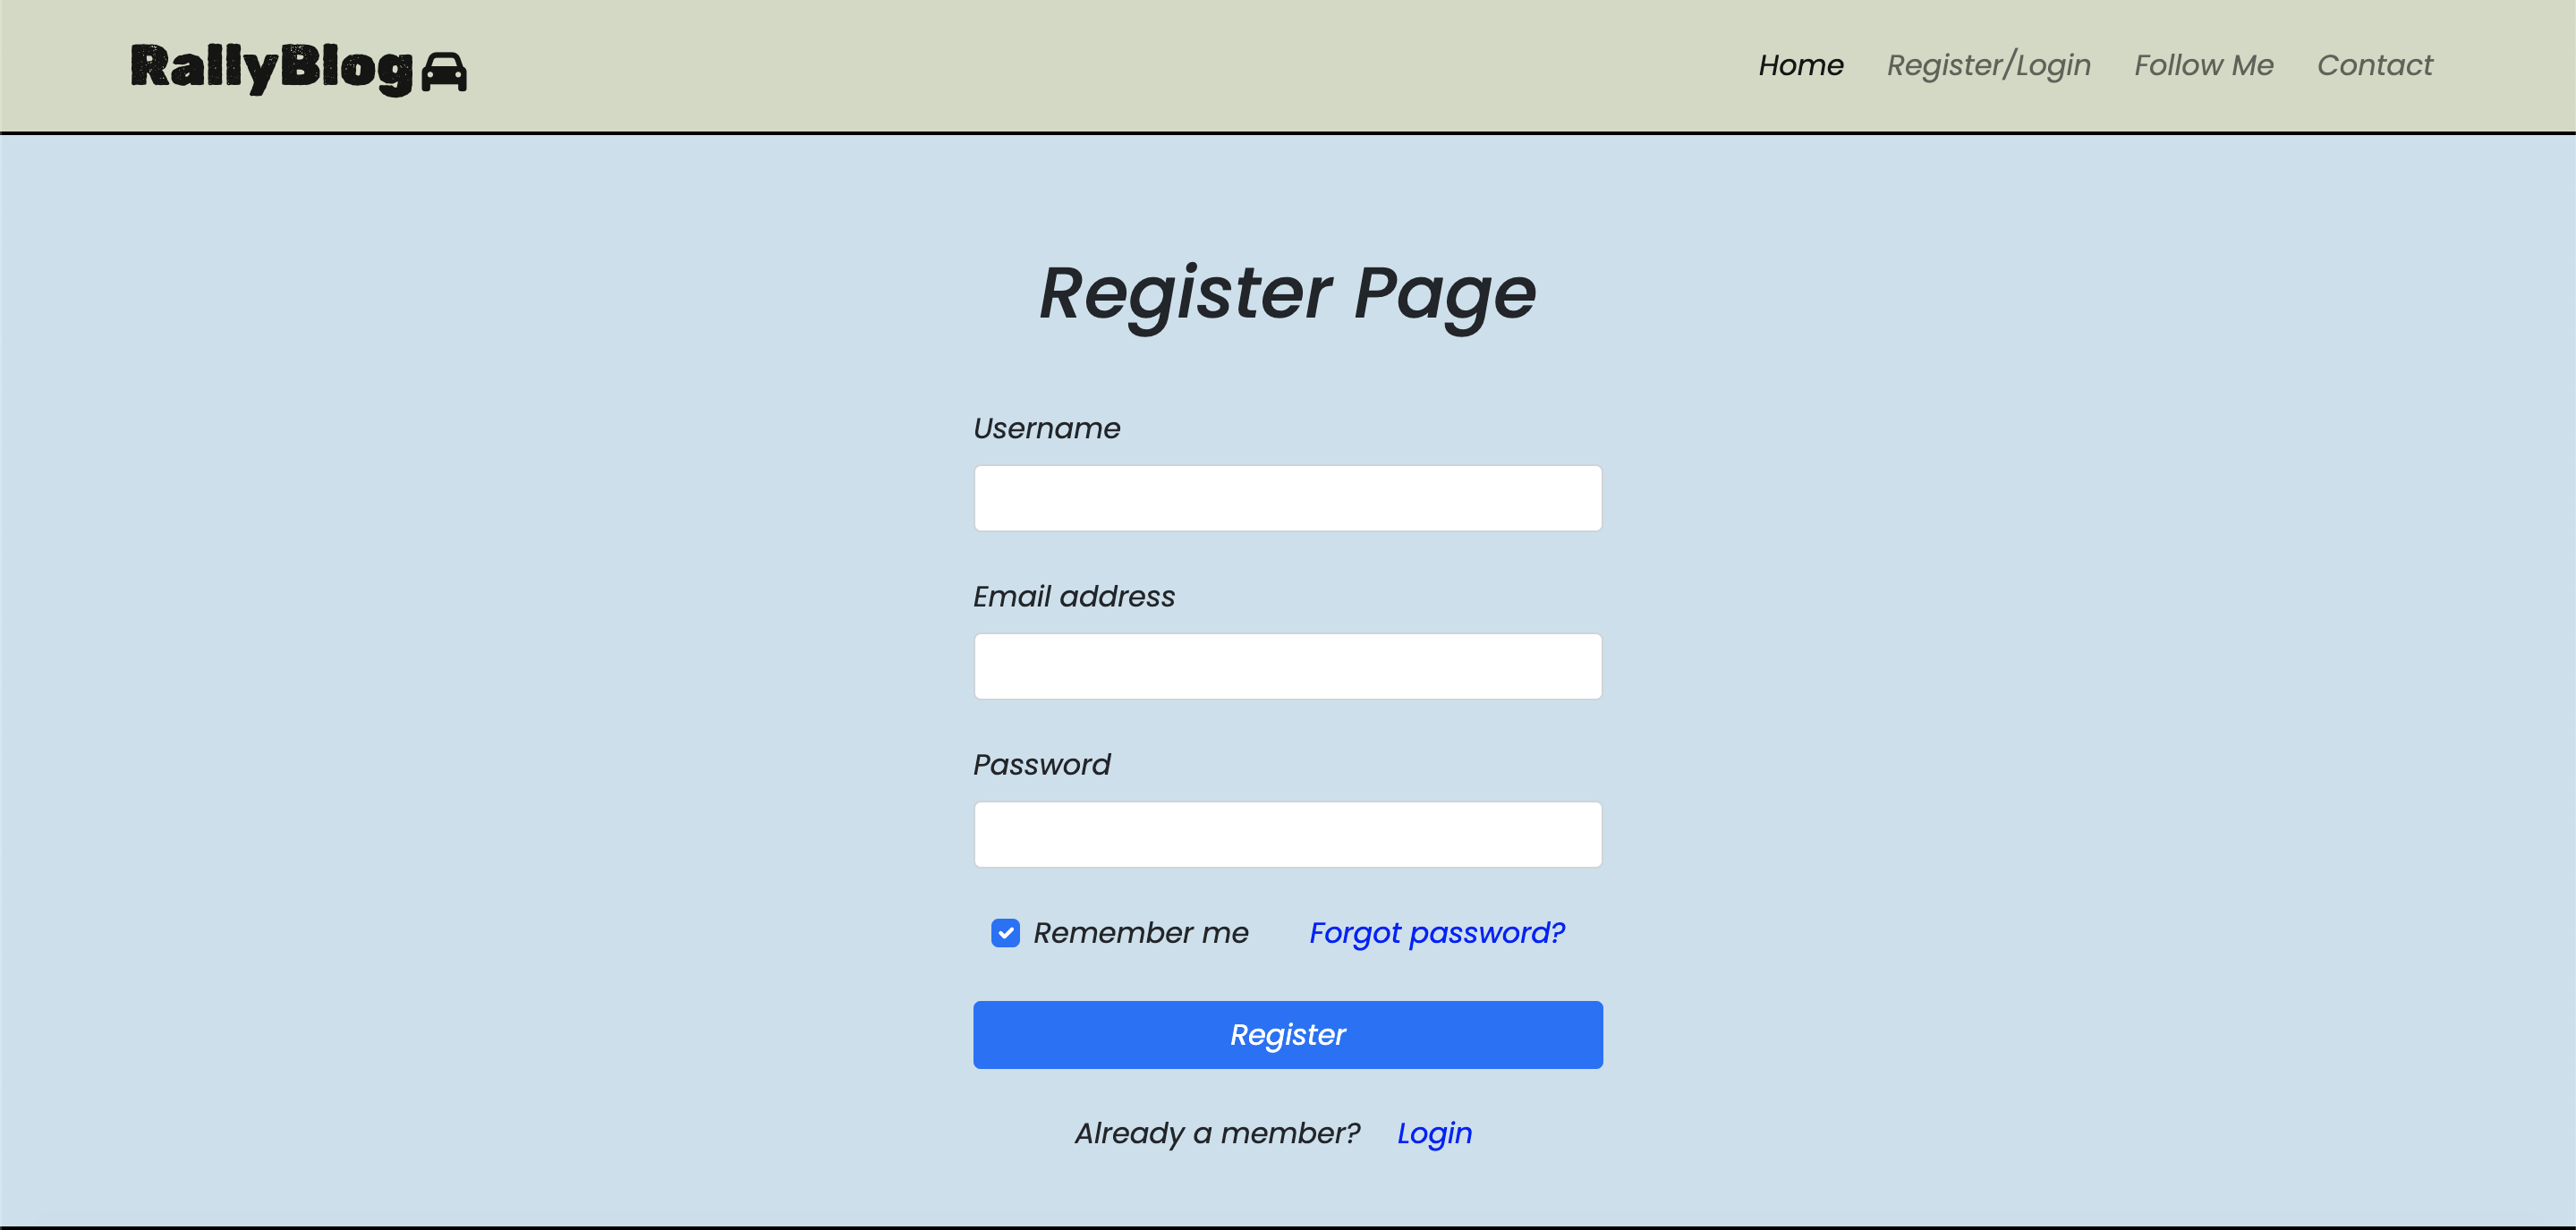 RallyBlog
Home Register/Login Follow Me Contact
Register Page
Username
Email address
Password
Remember me Forgot password?
Register
Already a member? Login